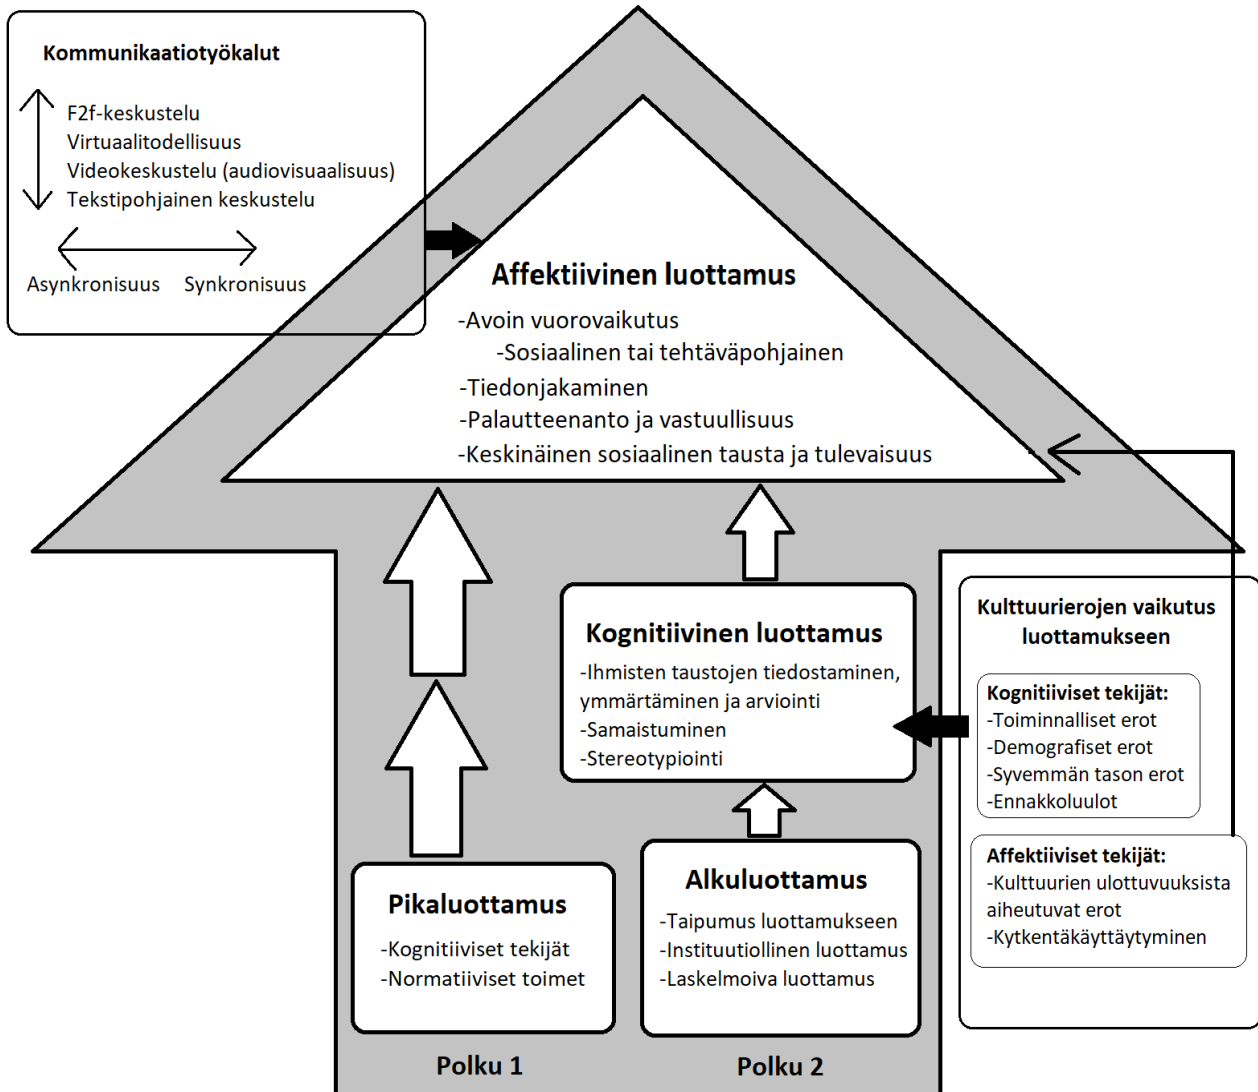 Kommunikaatiotyökalut
F2f-keskustelu
Virtuaalitodellisuus
Videokeskustelu (audiovisuaalisuus)
Tekstipohjainen keskustelu
Asynkronisuus Synkronisuus
Affektiivinen luottamus
-Avoin vuorovaikutus
-Sosiaalinen tai tehtäväpohjainen
-Tiedonjakaminen
-Palautteenanto ja vastuullisuus
-Keskinäinen sosiaalinen tausta ja tulevaisuus
Kognitiivinen luottamus
-Ihmisten taustojen tiedostaminen,
ymmärtäminen ja arviointi
-Samaistuminen
-Stereotypiointi
Kulttuurierojen vaikutus
luottamukseen
Kognitiiviset tekijät:
-Toiminnalliset erot
-Demografiset erot
-Syvemmän tason erot
-Ennakkoluulot
Affektiiviset tekijät:
-Kulttuurien ulottuvuuksista
aiheutuvat erot
-Kytkentäkäyttäytyminen
Pikaluottamus
-Kognitiiviset tekijät
-Normatiiviset toimet
Alkuluottamus
-Taipumus luottamukseen
-Instituutiollinen luottamus
-Laskelmoiva luottamus
Polku 1
Polku 2